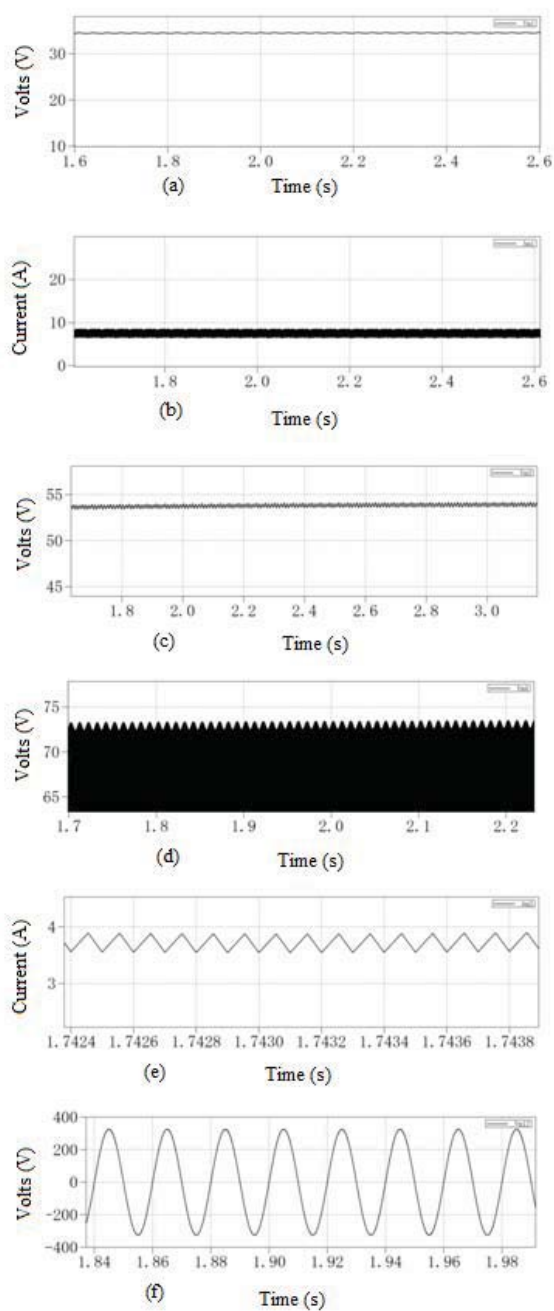 30
20
10
Volts (V)
1.6 1.8 2.0 2.2 2.4 2.6
(a) Time (s)
20
10
0
Current (A)
1.8 2.0 2.2 2.4 2.6
(b) Time (s)
55
50
45
Volts (V)
1.8 2.0 2.2 2.4 2.6 2.8 3.0
(c) Time (s)
75
70
65
Volts (V)
1.7 1.8 1.9 2.0 2.1 2.2
(d) Time (s)
4
3
Current (A)
1.7424 1.7426 1.7428 1.7430 1.7432 1.7434 1.7436 1.7438
(e) Time (s)
400
200
0
-200
-400
Volts (V)
1.84 1.86 1.88 1.90 1.92 1.94 1.96 1.98
(f) Time (s)